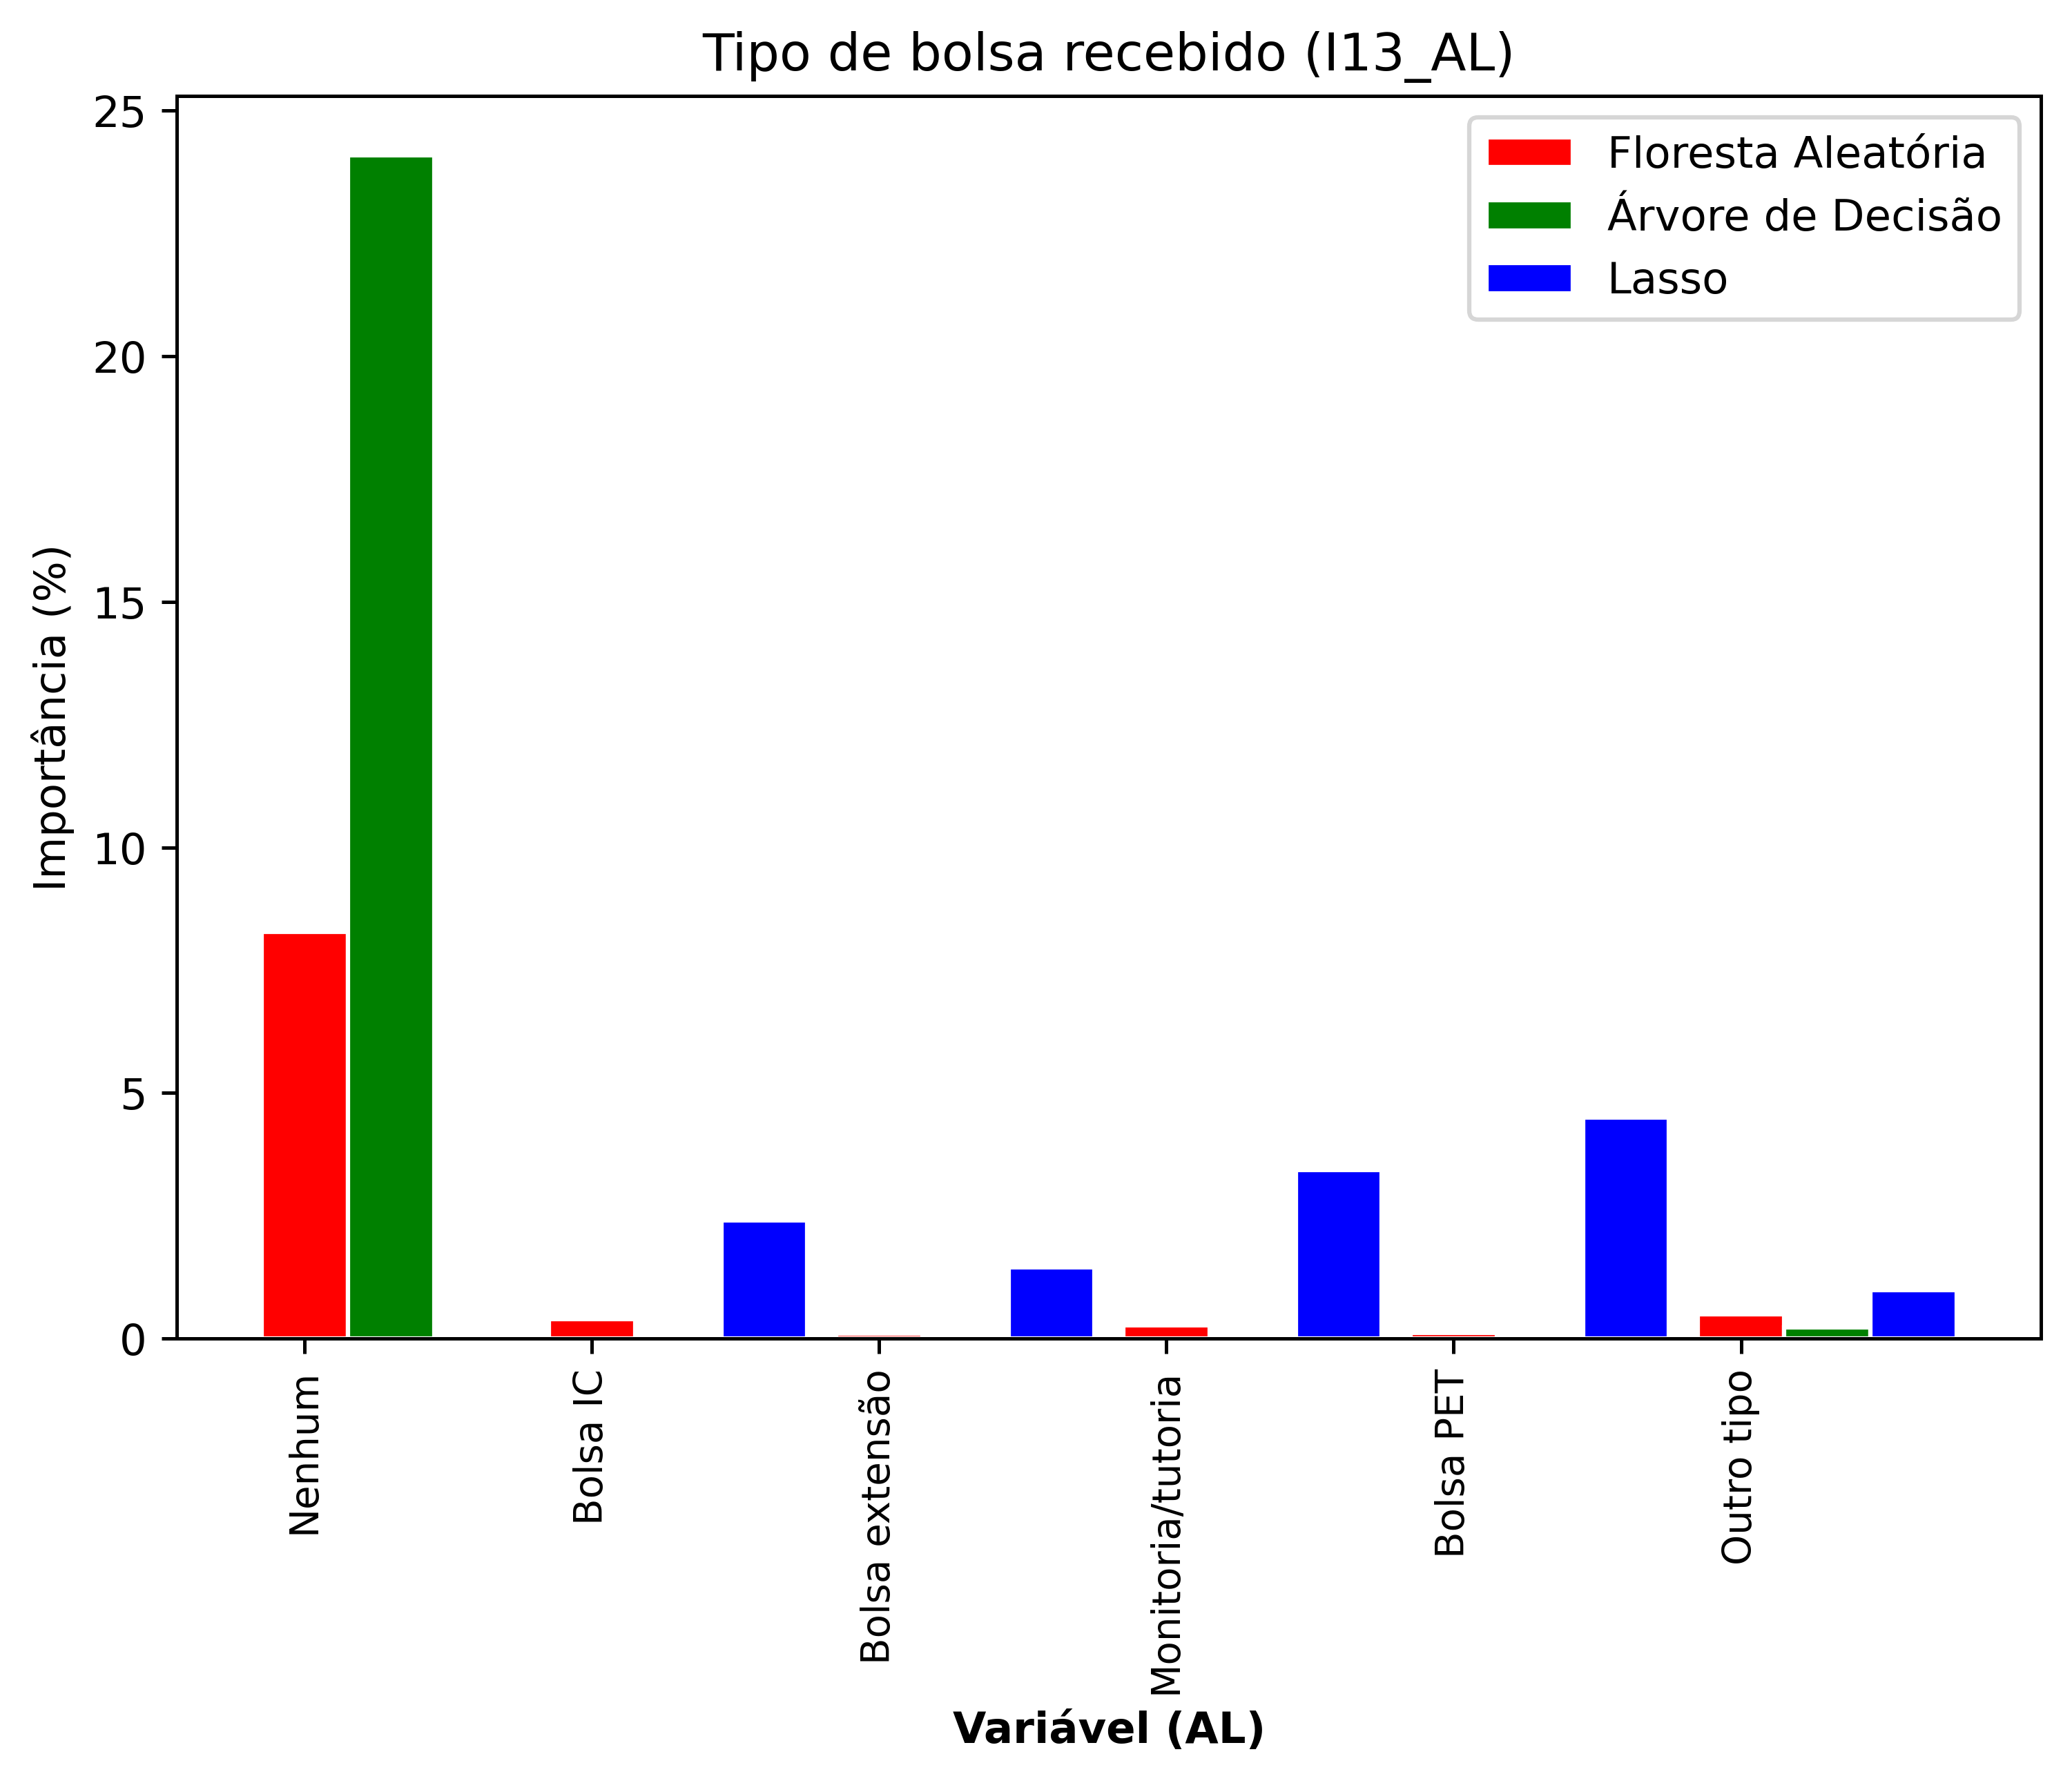 Tipo de bolsa recebido (I13_AL)
Floresta Aleatória
Árvore de Decisão
Lasso
Importância (%)
25
20
15
10
5
0
Nenhum
Bolsa IC
Bolsa extensão
Monitoria/tutoria
Bolsa PET
Outro tipo
Variável (AL)